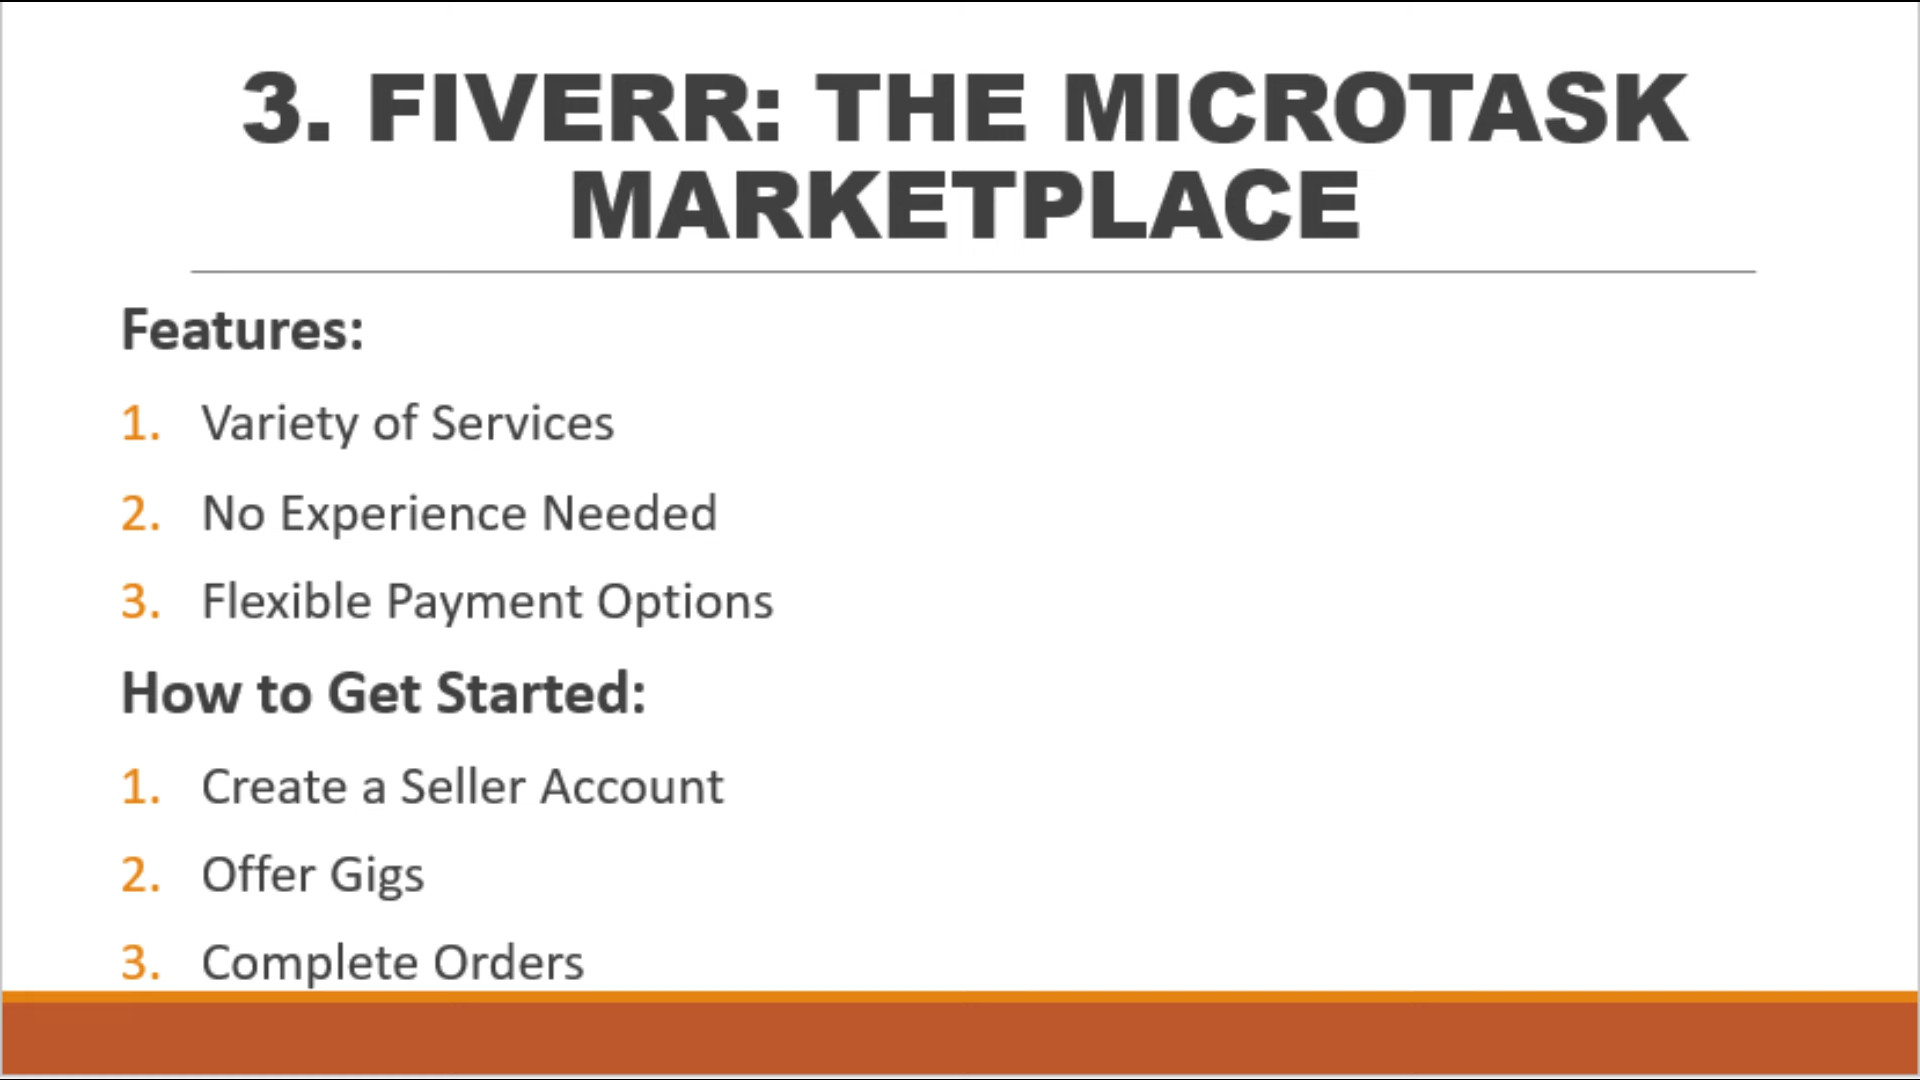 3. FIVERR: THE MICROTASK
MARKETPLACE
Features:
1. Variety of Services
2. No Experience Needed
3. Flexible Payment Options
How to Get Started:
1. Create a Seller Account
2. Offer Gigs
3. Complete Orders